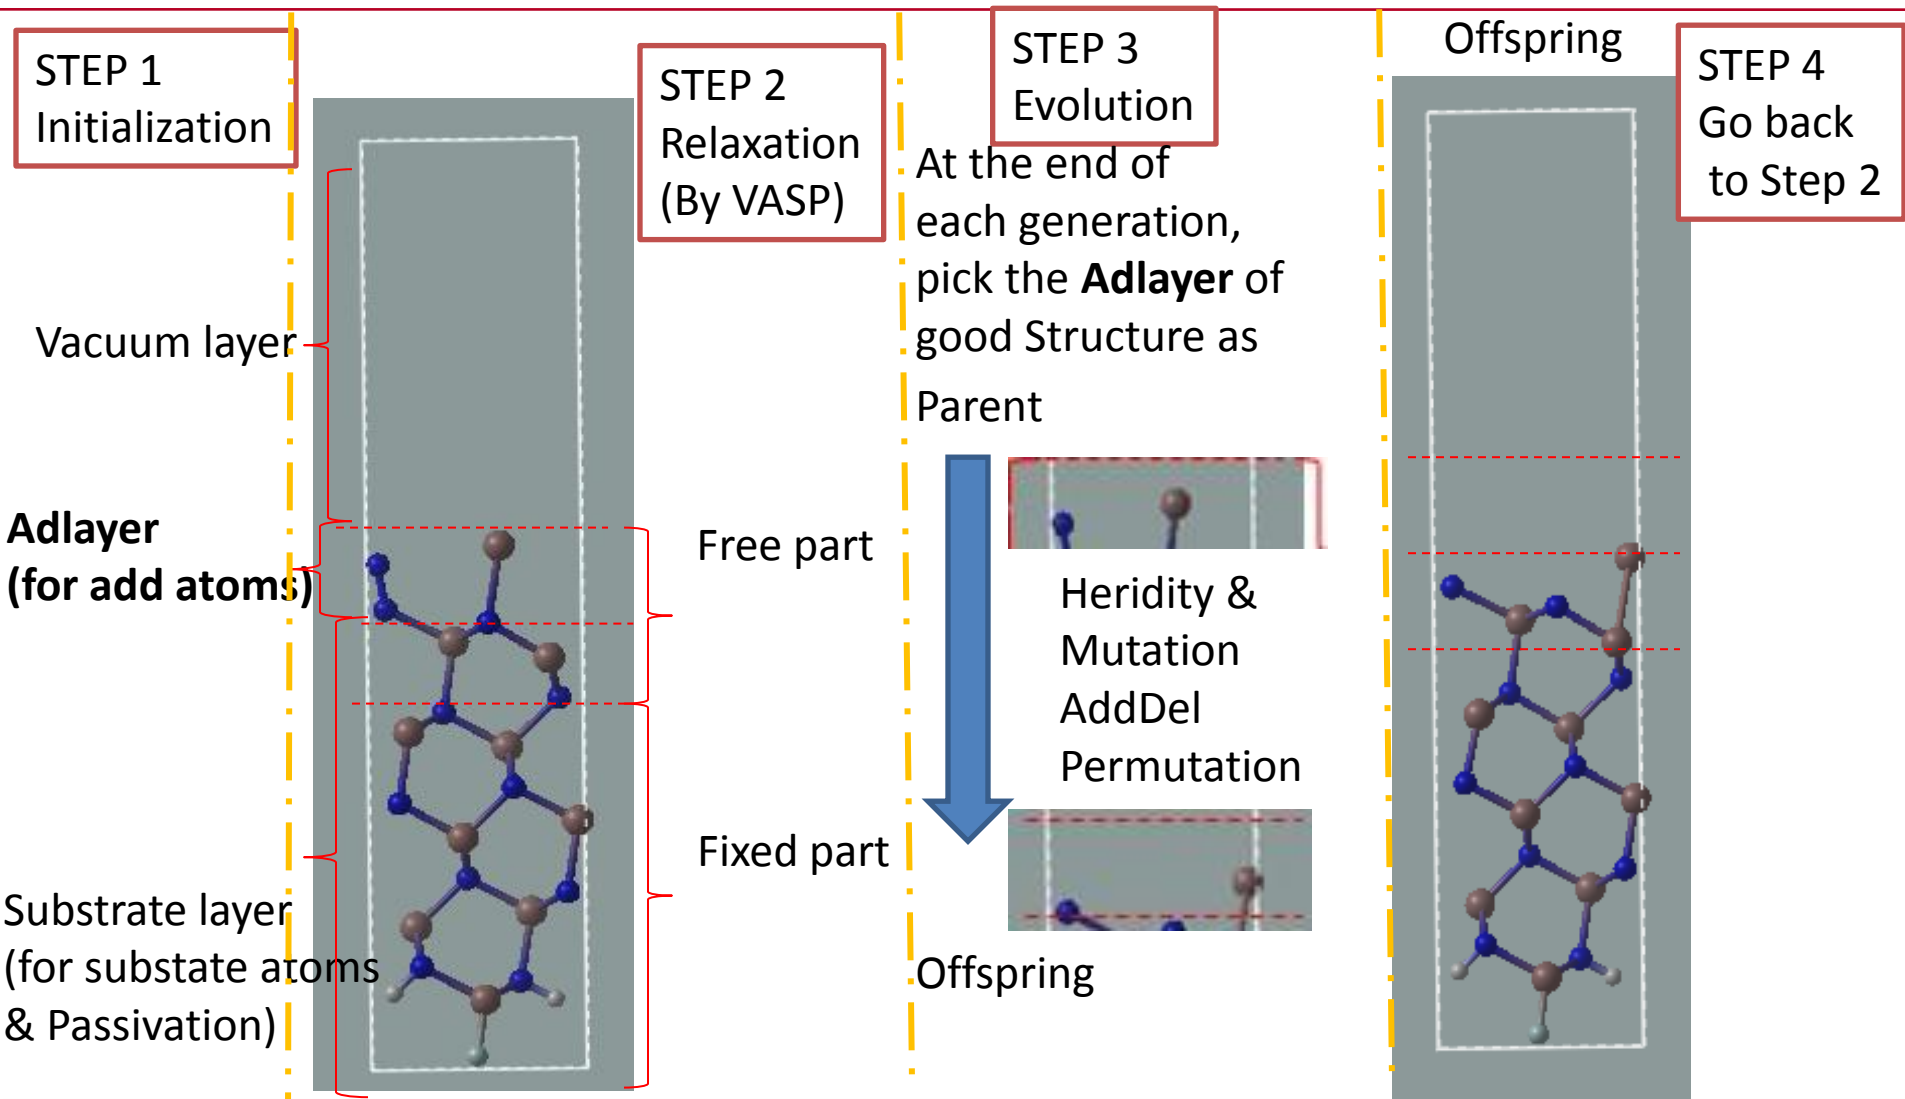 STEP 1
Initialization
Vacuum layer
Adlayer
(for add atoms)
Substrate layer
(for substate atoms
& Passivation)
STEP 2
Relaxation
(By VASP)
Free part
Fixed part
STEP 3
Evolution
At the end of
each generation,
pick the Adlayer of
good Structure as
Parent
Heridity &
Mutation
AddDel
Permutation
Offspring
Offspring
STEP 4
Go back
to Step 2